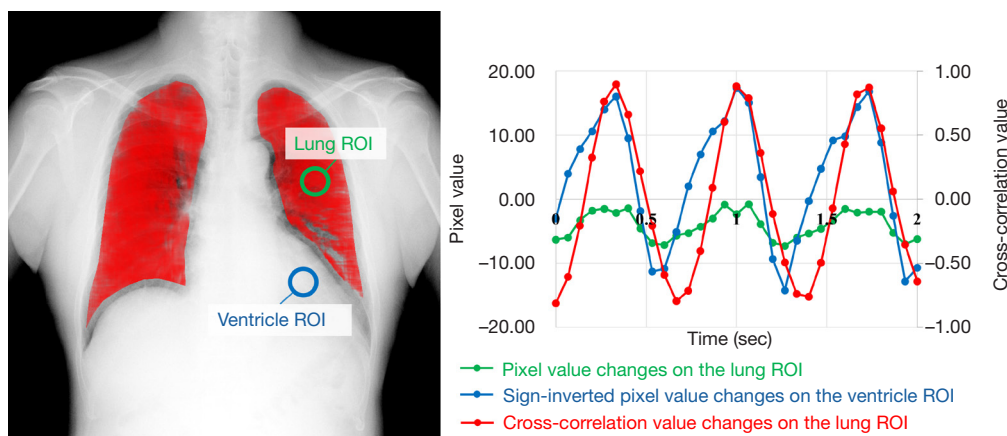 Lung ROI
Ventricle ROI
Pixel value
20.00
10.00
0.00
−10.00
−20.00
0
0.5
1
1.5
2
Time (sec)
1.00
0.50
0.00
−0.50
−1.00
Cross-correlation value
Pixel value changes on the lung ROI
Sign-inverted pixel value changes on the ventricle ROI
Cross-correlation value changes on the lung ROI